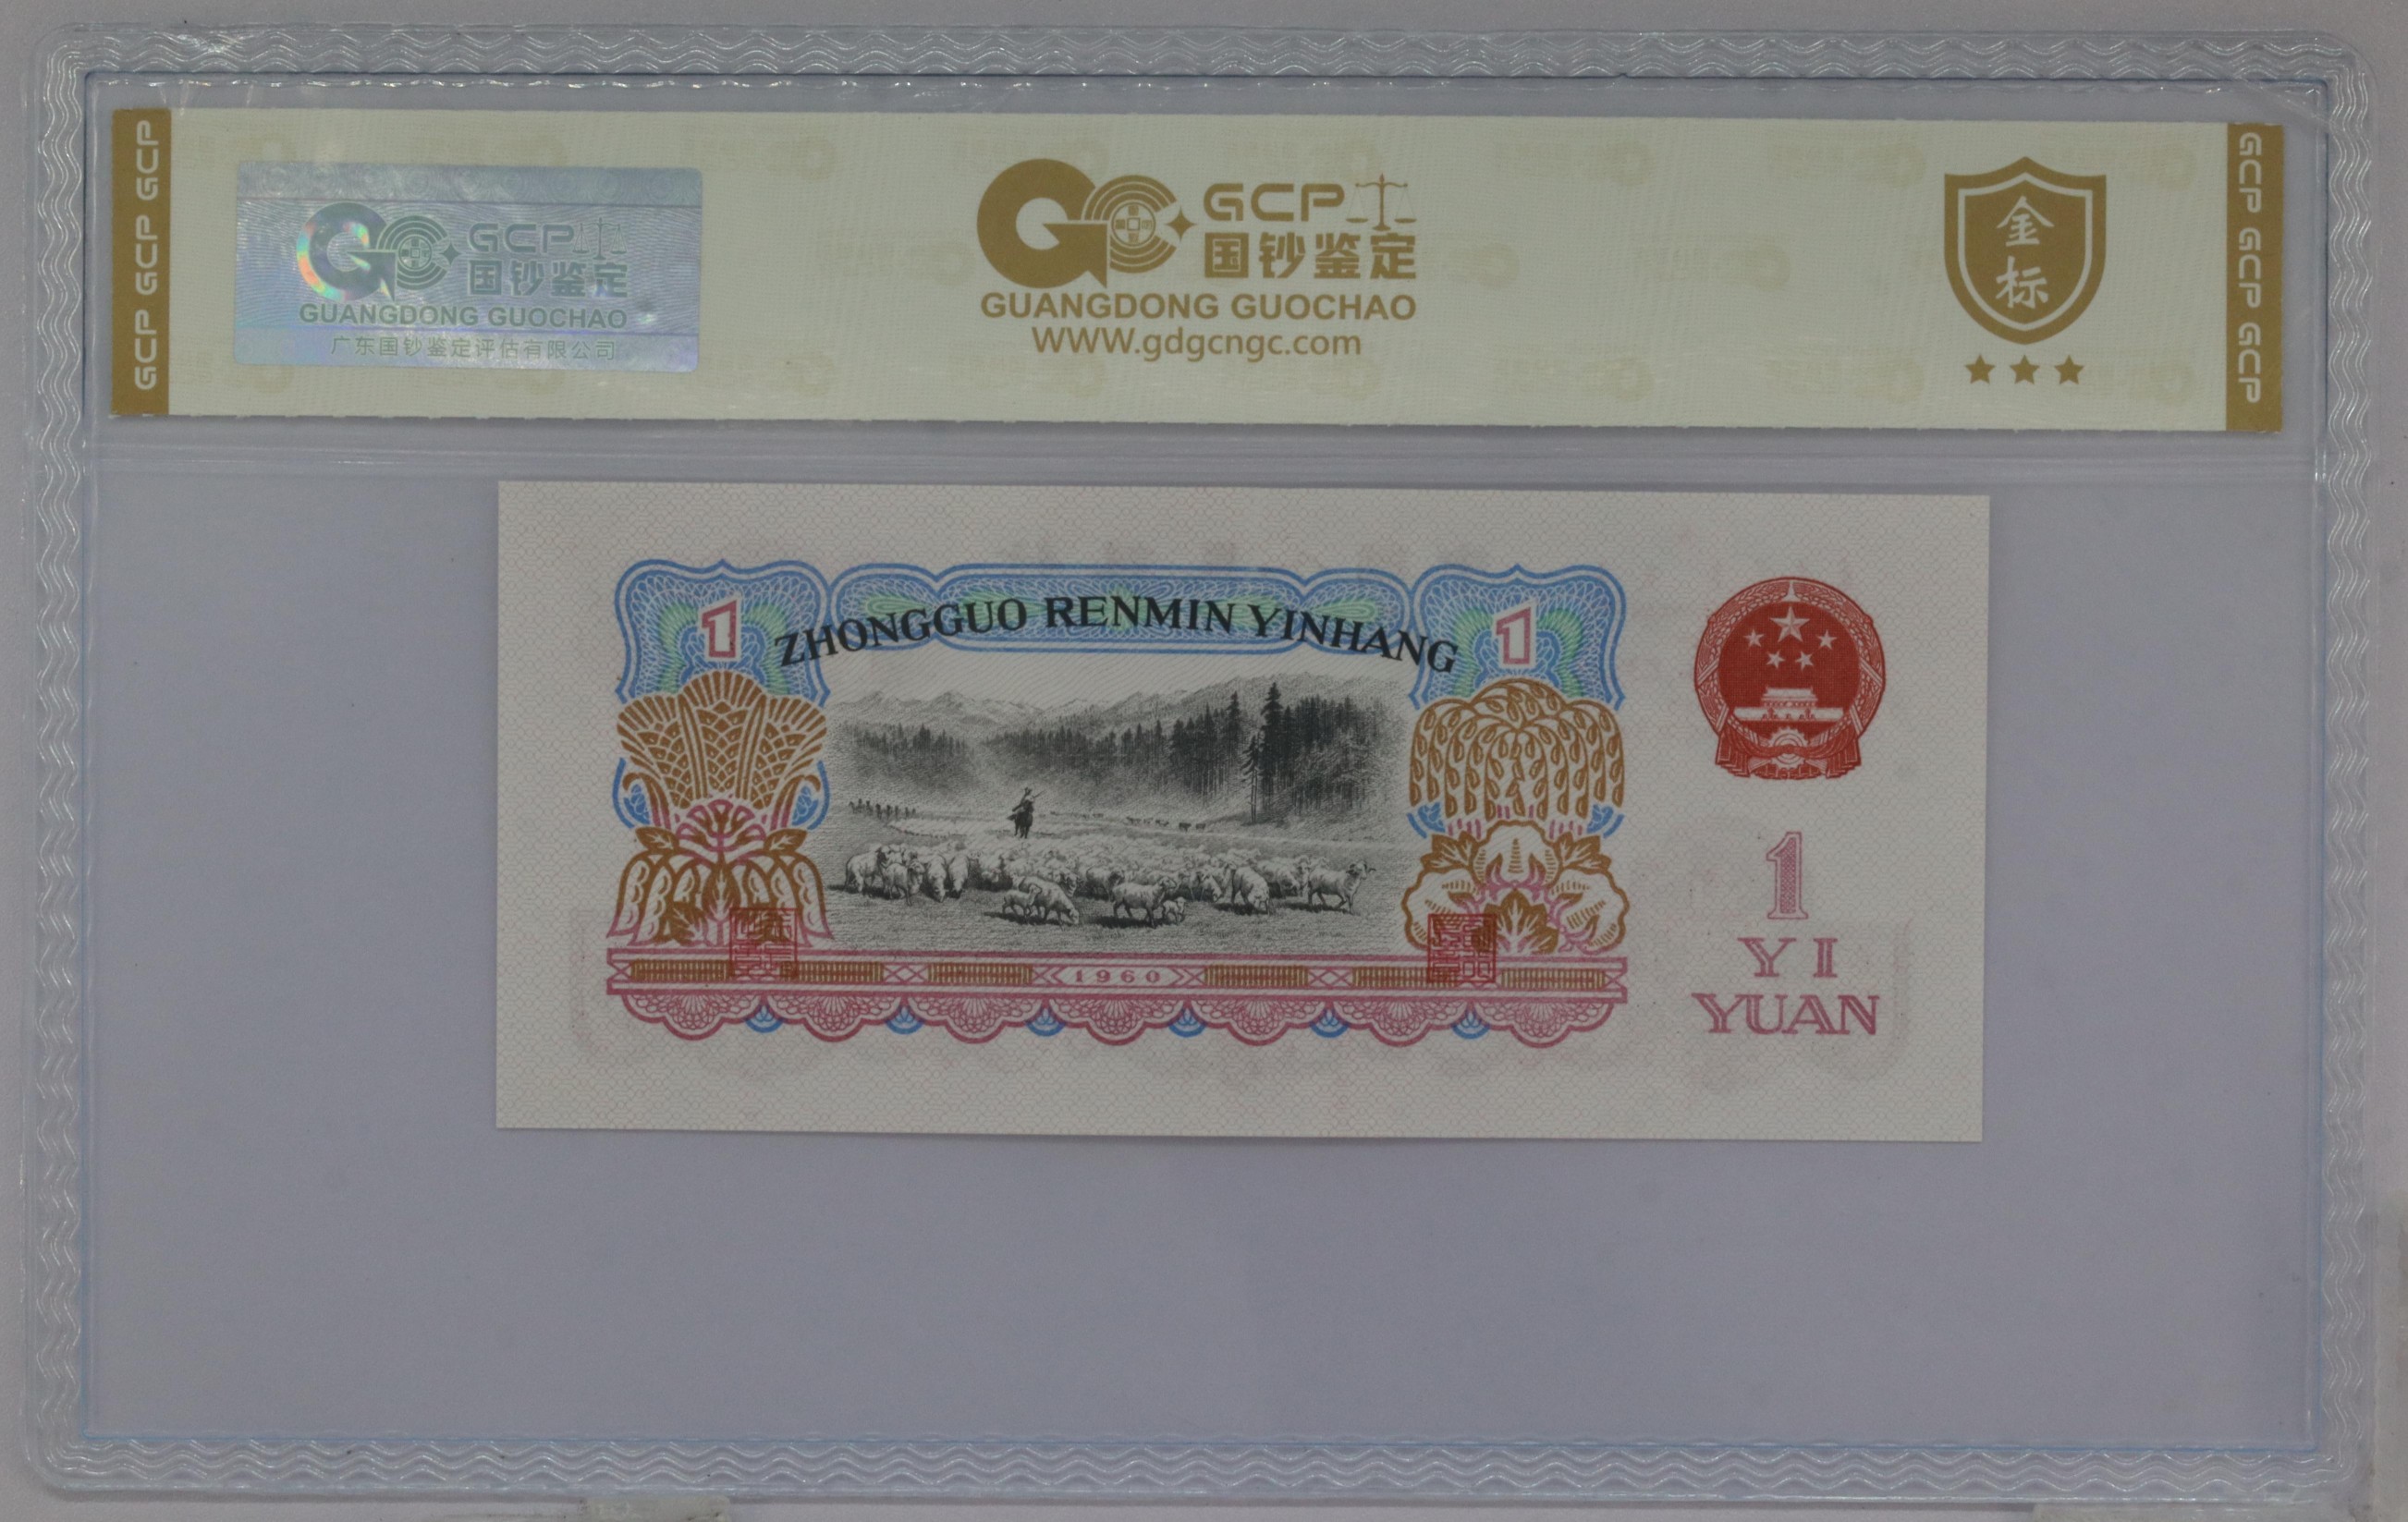 GCP GCP GCP
GCP
国钞鉴定
GUANGDONG GUOCHAO
广东国钞鉴定评估有限公司
GCP
国钞鉴定
GUANGDONG GUOCHAO
WWW.gdgcngc.com
金
标
GCP GCP GCP
1
ZHONGGUO RENMIN YINHANG
1
1960
1
YI
YUAN